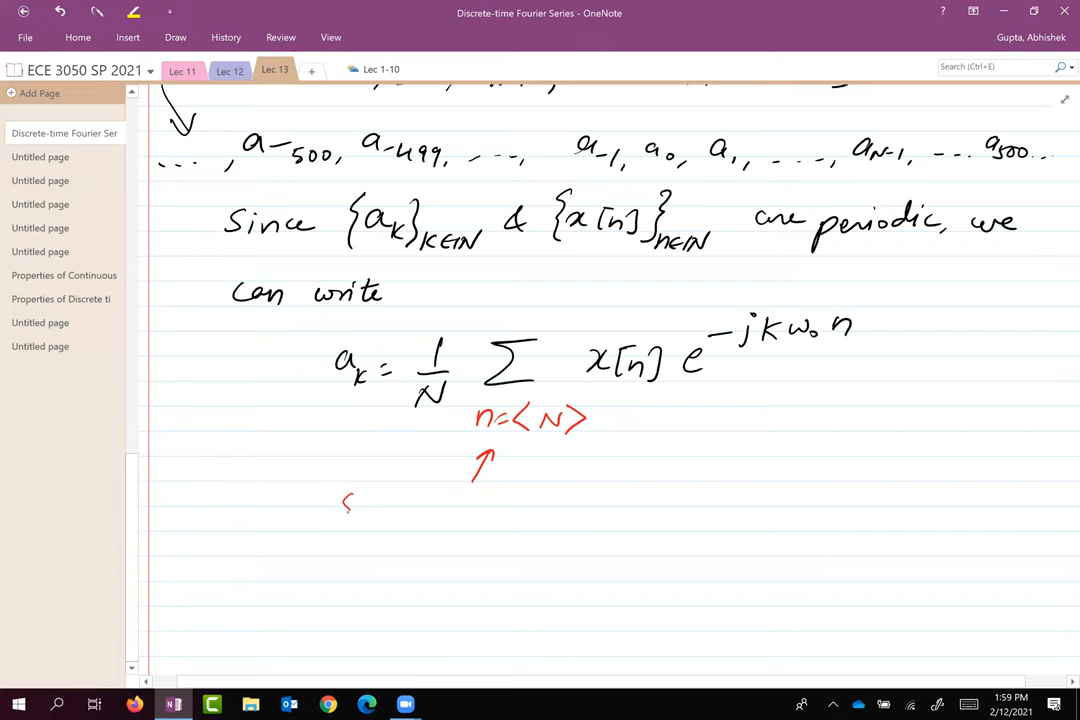 Discrete-time Fourier Series - OneNote
?
File Home Insert Draw History Review View
Gupta, Abhishek
ECE 3050 SP 2021 Lec 11 Lec 12 Lec 13 + Lec 1-10
Search (Ctrl+E)
Add Page
Discrete-time Fourier Ser
Untitled page
Untitled page
Untitled page
Untitled page
Untitled page
Properties of Continuous
Properties of Discrete ti
Untitled page
Untitled page
..., a-500, a-499, ..., a-1, a0, a1, ..., aN-1, ... a500...
Since {ak}k∈IN & {x[n]}n∈IN are periodic, we
can write
ak = 1/N Σ x[n] e^-jkω0n
n=<N>
1:59 PM
2/12/2021